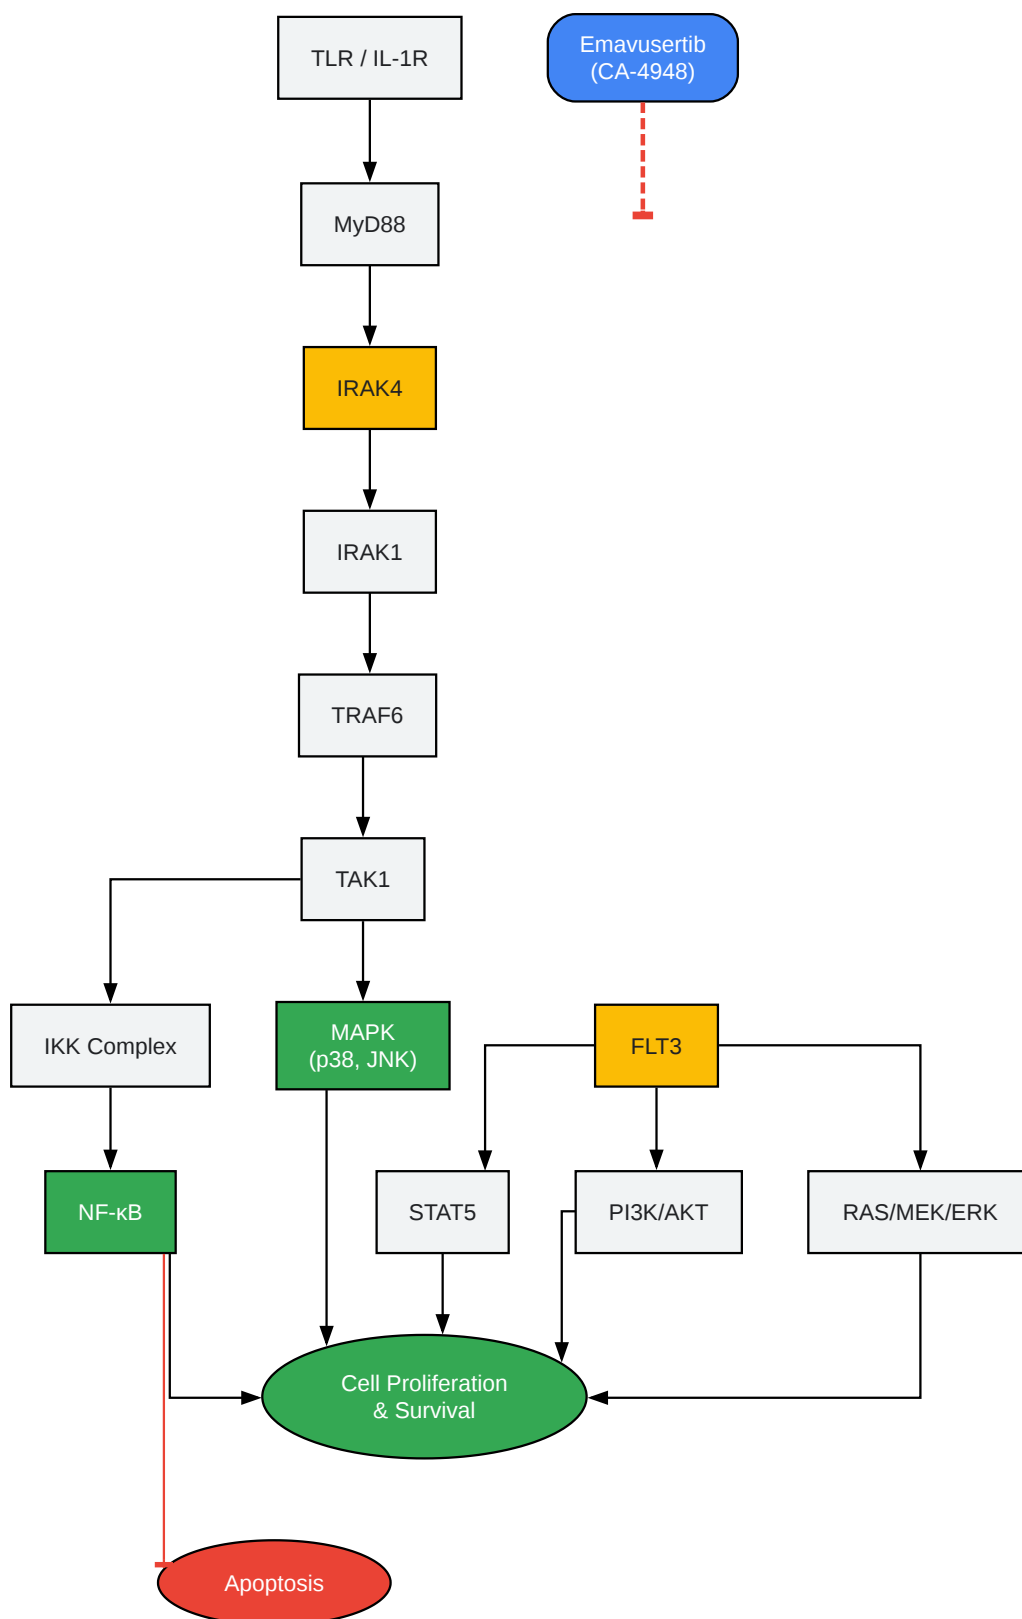 TLR / IL-1R
Emavusertib
(CA-4948)
MyD88
IRAK4
IRAK1
TRAF6
TAK1
IKK Complex
MAPK
(p38, JNK)
FLT3
NF-κB
STAT5
PI3K/AKT
RAS/MEK/ERK
Cell Proliferation
& Survival
Apoptosis